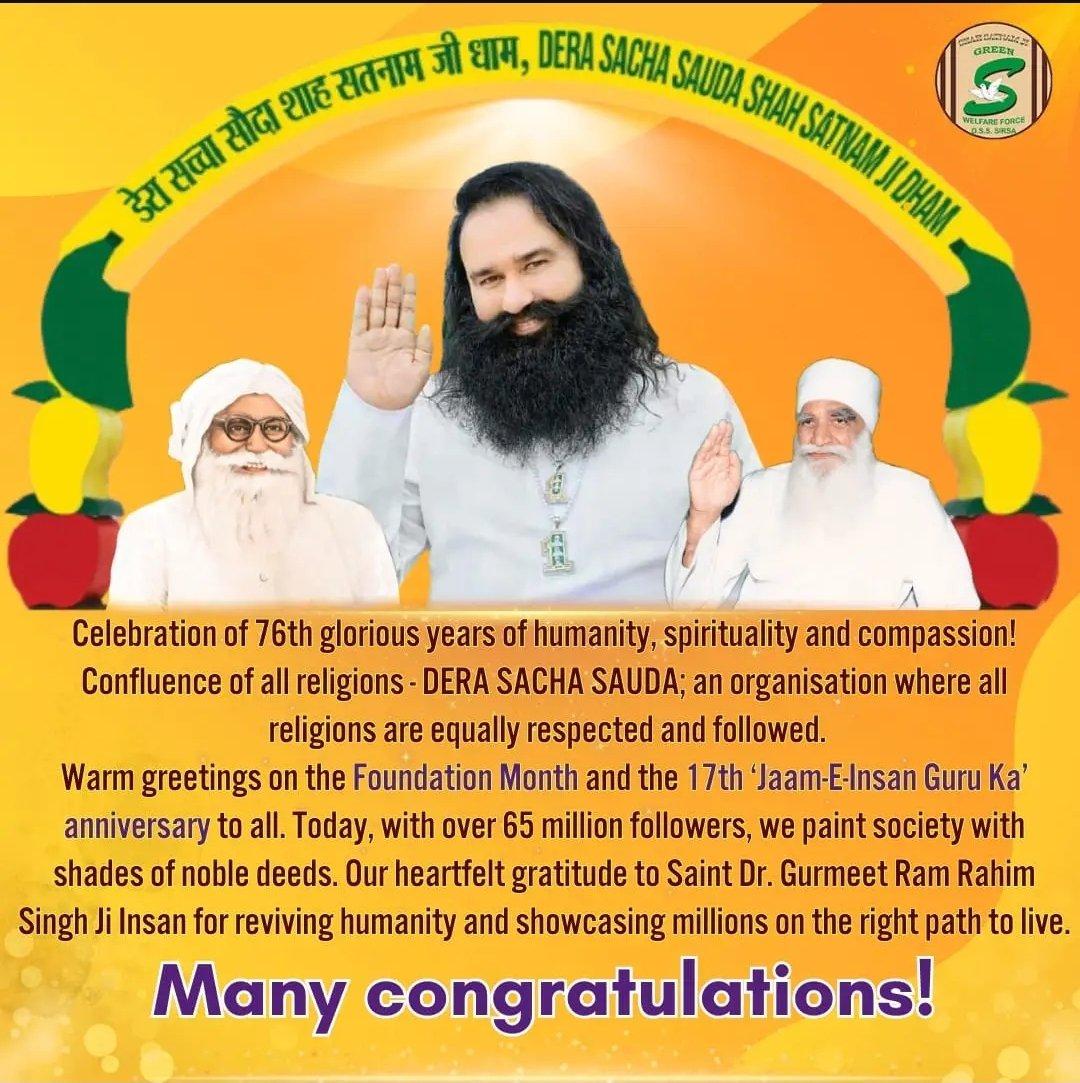 डेरा सच्चा सौदा शाह सतनाम जी धाम, DERA SACHA SAUDA SHAH SATNAM JI DHAM
GREEN
S
WELFARE FORCE
D.S.S. SIRSA
1
1
Celebration of 76th glorious years of humanity, spirituality and compassion!
Confluence of all religions - DERA SACHA SAUDA; an organisation where all
religions are equally respected and followed.
Warm greetings on the Foundation Month and the 17th ‘Jaam-E-Insan Guru Ka’
anniversary to all. Today, with over 65 million followers, we paint society with
shades of noble deeds. Our heartfelt gratitude to Saint Dr. Gurmeet Ram Rahim
Singh Ji Insan for reviving humanity and showcasing millions on the right path to live.
Many congratulations!